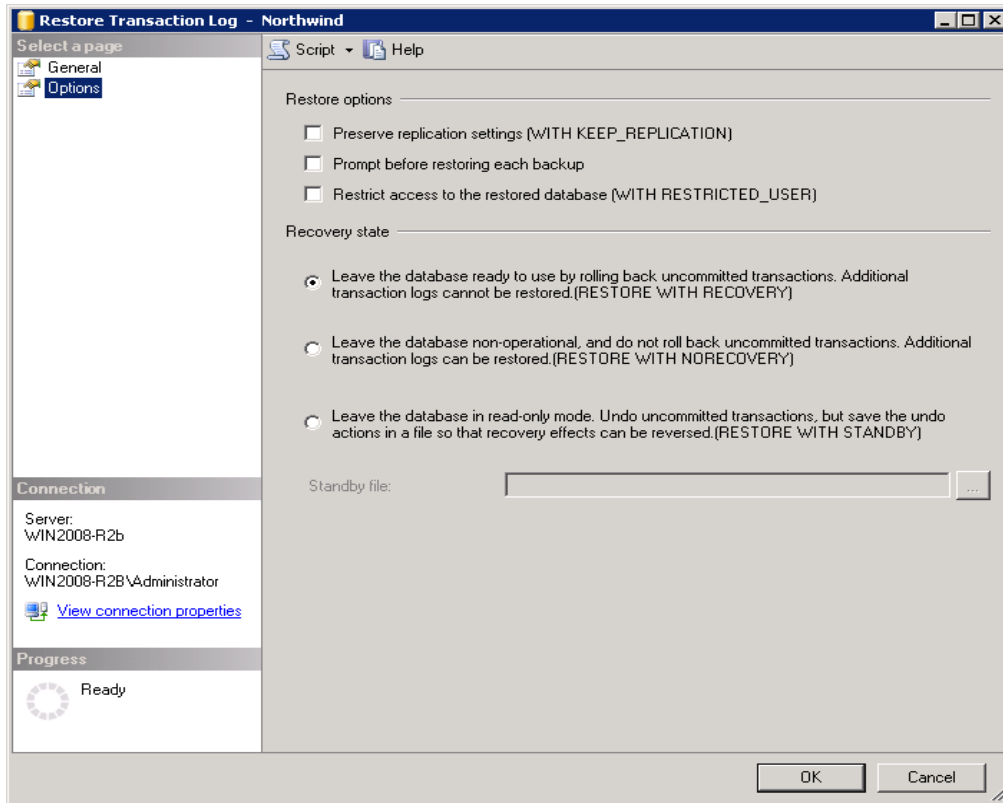 Restore Transaction Log - Northwind
Select a page
General
Options
Script
Help
Restore options
Preserve replication settings (WITH KEEP_REPLICATION)
Prompt before restoring each backup
Restrict access to the restored database (WITH RESTRICTED_USER)
Recovery state
Leave the database ready to use by rolling back uncommitted transactions. Additional
transaction logs cannot be restored.(RESTORE WITH RECOVERY)
Leave the database non-operational, and do not roll back uncommitted transactions. Additional
transaction logs can be restored.(RESTORE WITH NORECOVERY)
Leave the database in read-only mode. Undo uncommitted transactions, but save the undo
actions in a file so that recovery effects can be reversed.(RESTORE WITH STANDBY)
Standby file:
...
Connection
Server:
WIN2008-R2b
Connection:
WIN2008-R2B\Administrator
View connection properties
Progress
Ready
OK
Cancel